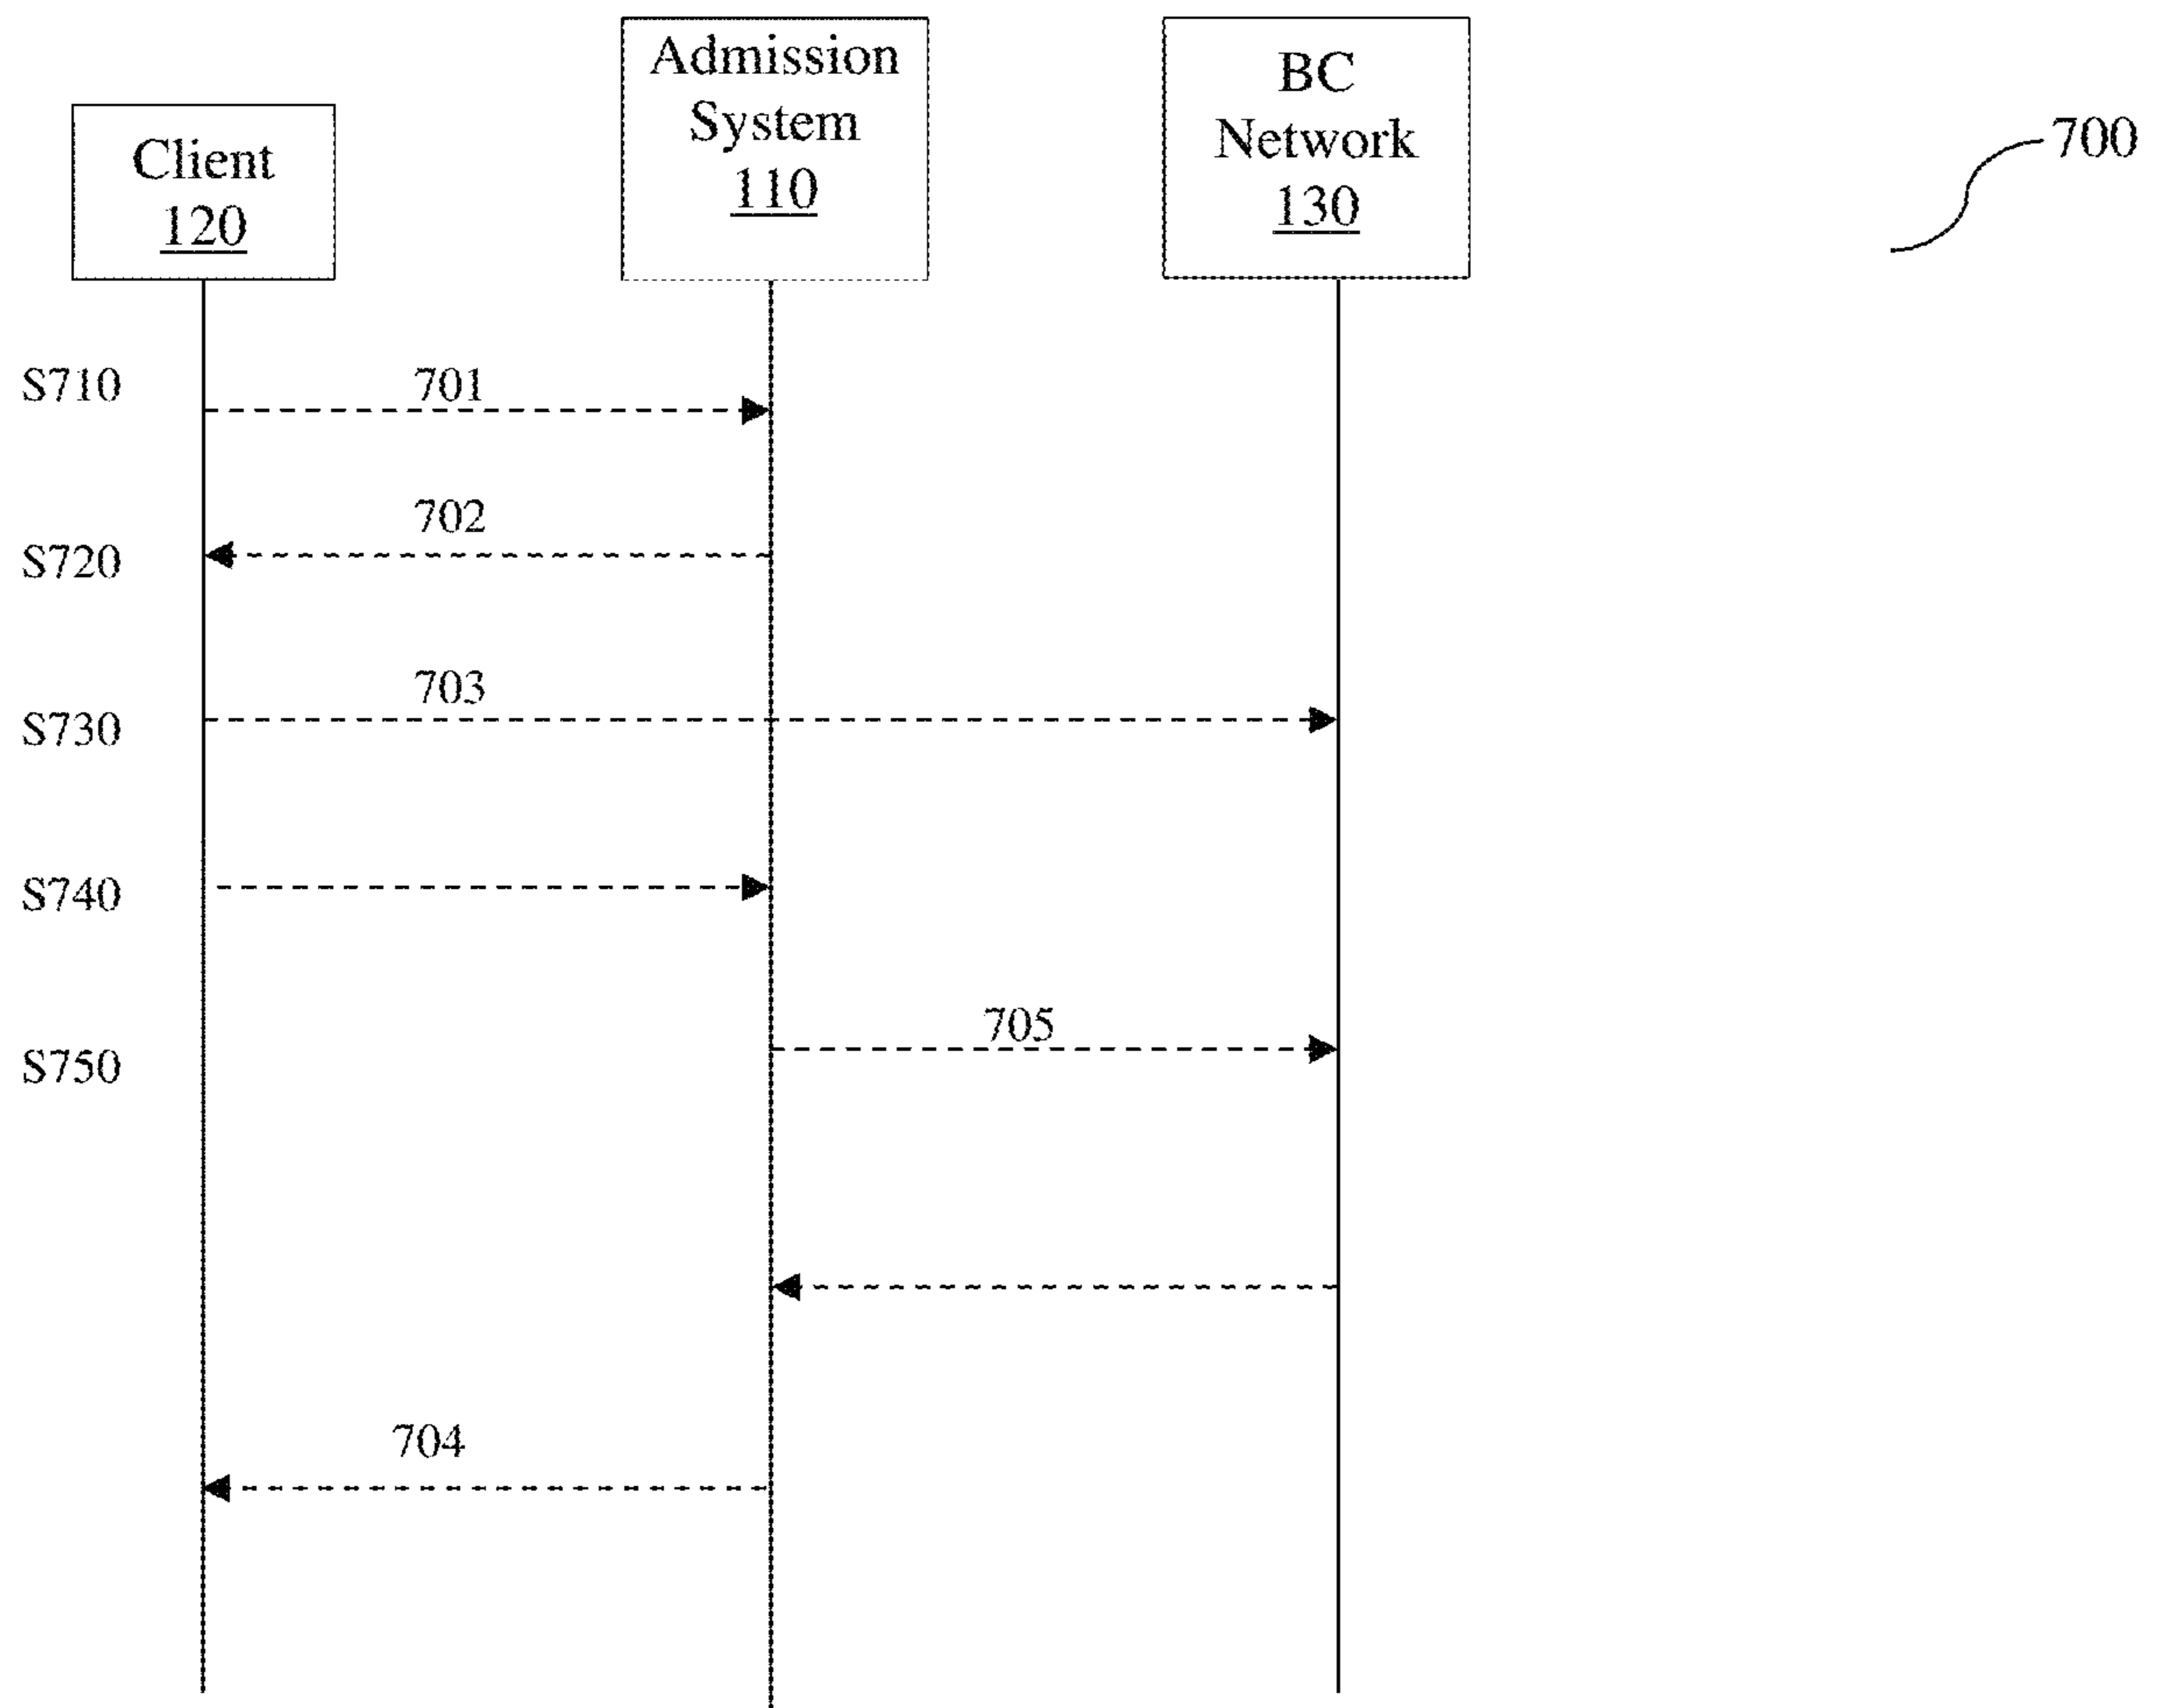 Client
120
Admission
System
110
BC
Network
130
700
S710
701
S720
702
S730
703
S740
S750
705
704